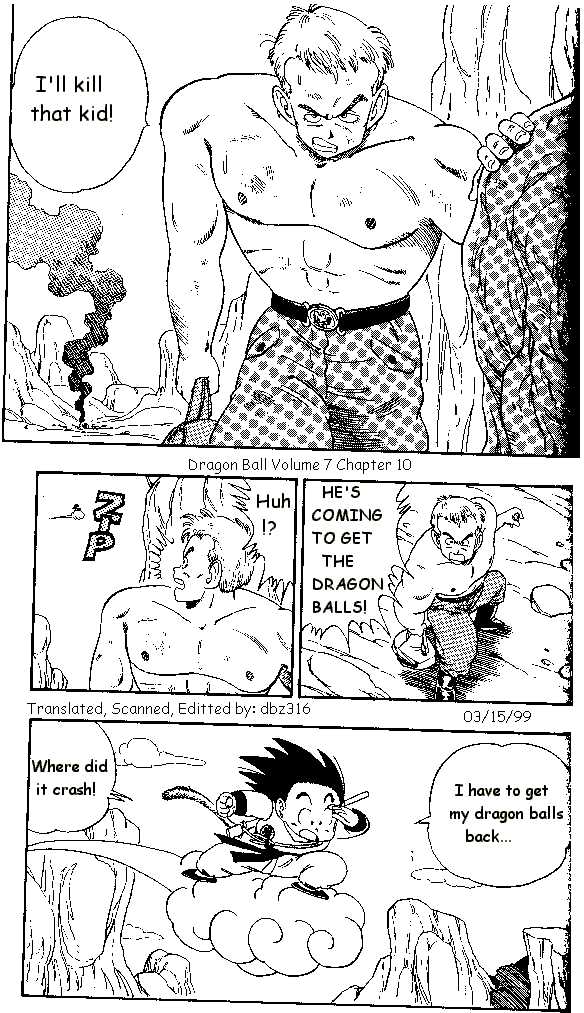 I'll kill
that kid!
Dragon Ball Volume 7 Chapter 10
ZIP
Huh
!?
HE'S
COMING
TO GET
THE
DRAGON
BALLS!
Translated, Scanned, Editted by: dbz316
03/15/99
Where did
it crash!
I have to get
my dragon balls
back...